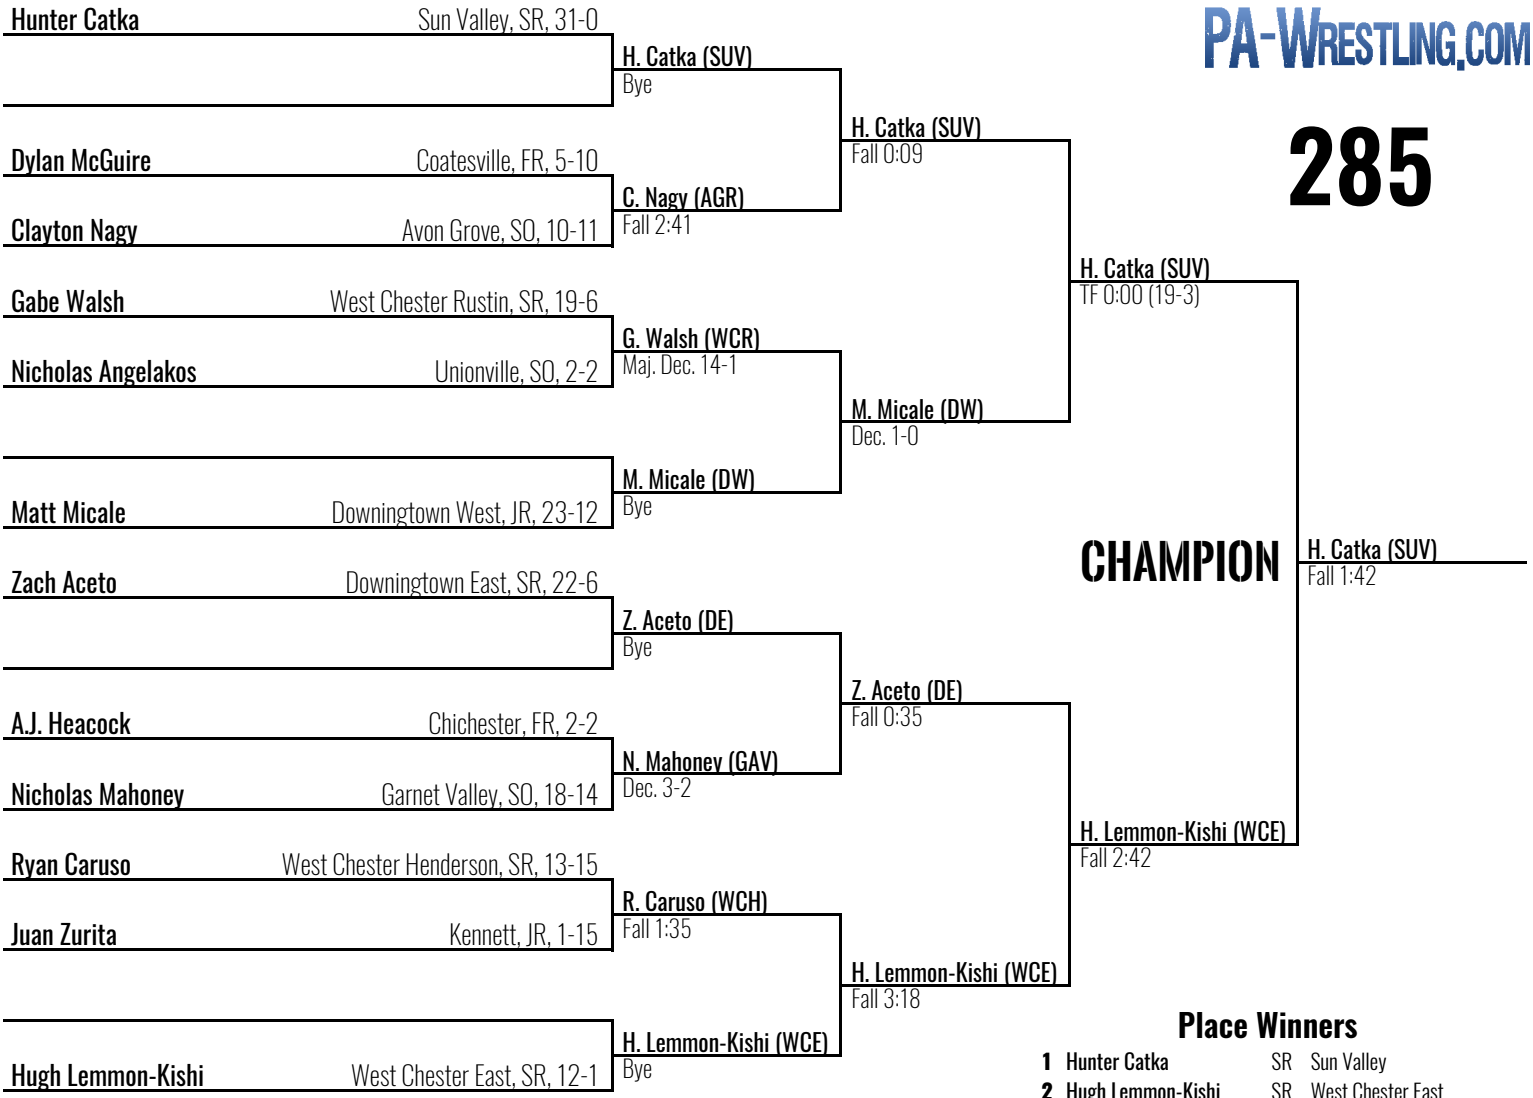 PA-WRESTLING.COM
285
Hunter Catka Sun Valley, SR, 31-0
H. Catka (SUV)
Bye
H. Catka (SUV)
Fall 0:09
Dylan McGuire Coatesville, FR, 5-10
C. Nagy (AGR)
Fall 2:41
Clayton Nagy Avon Grove, SO, 10-11
H. Catka (SUV)
TF 0:00 (19-3)
Gabe Walsh West Chester Rustin, SR, 19-6
G. Walsh (WCR)
Maj. Dec. 14-1
Nicholas Angelakos Unionville, SO, 2-2
M. Micale (DW)
Dec. 1-0
M. Micale (DW)
Bye
Matt Micale Downingtown West, JR, 23-12
CHAMPION
H. Catka (SUV)
Fall 1:42
Zach Aceto Downingtown East, SR, 22-6
Z. Aceto (DE)
Bye
Z. Aceto (DE)
Fall 0:35
A.J. Heacock Chichester, FR, 2-2
N. Mahoney (GAV)
Dec. 3-2
Nicholas Mahoney Garnet Valley, SO, 18-14
H. Lemmon-Kishi (WCE)
Fall 2:42
Ryan Caruso West Chester Henderson, SR, 13-15
R. Caruso (WCH)
Fall 1:35
Juan Zurita Kennett, JR, 1-15
H. Lemmon-Kishi (WCE)
Fall 3:18
H. Lemmon-Kishi (WCE)
Bye
Hugh Lemmon-Kishi West Chester East, SR, 12-1
Place Winners
1 Hunter Catka SR Sun Valley
2 Hugh Lemmon-Kishi SR West Chester East